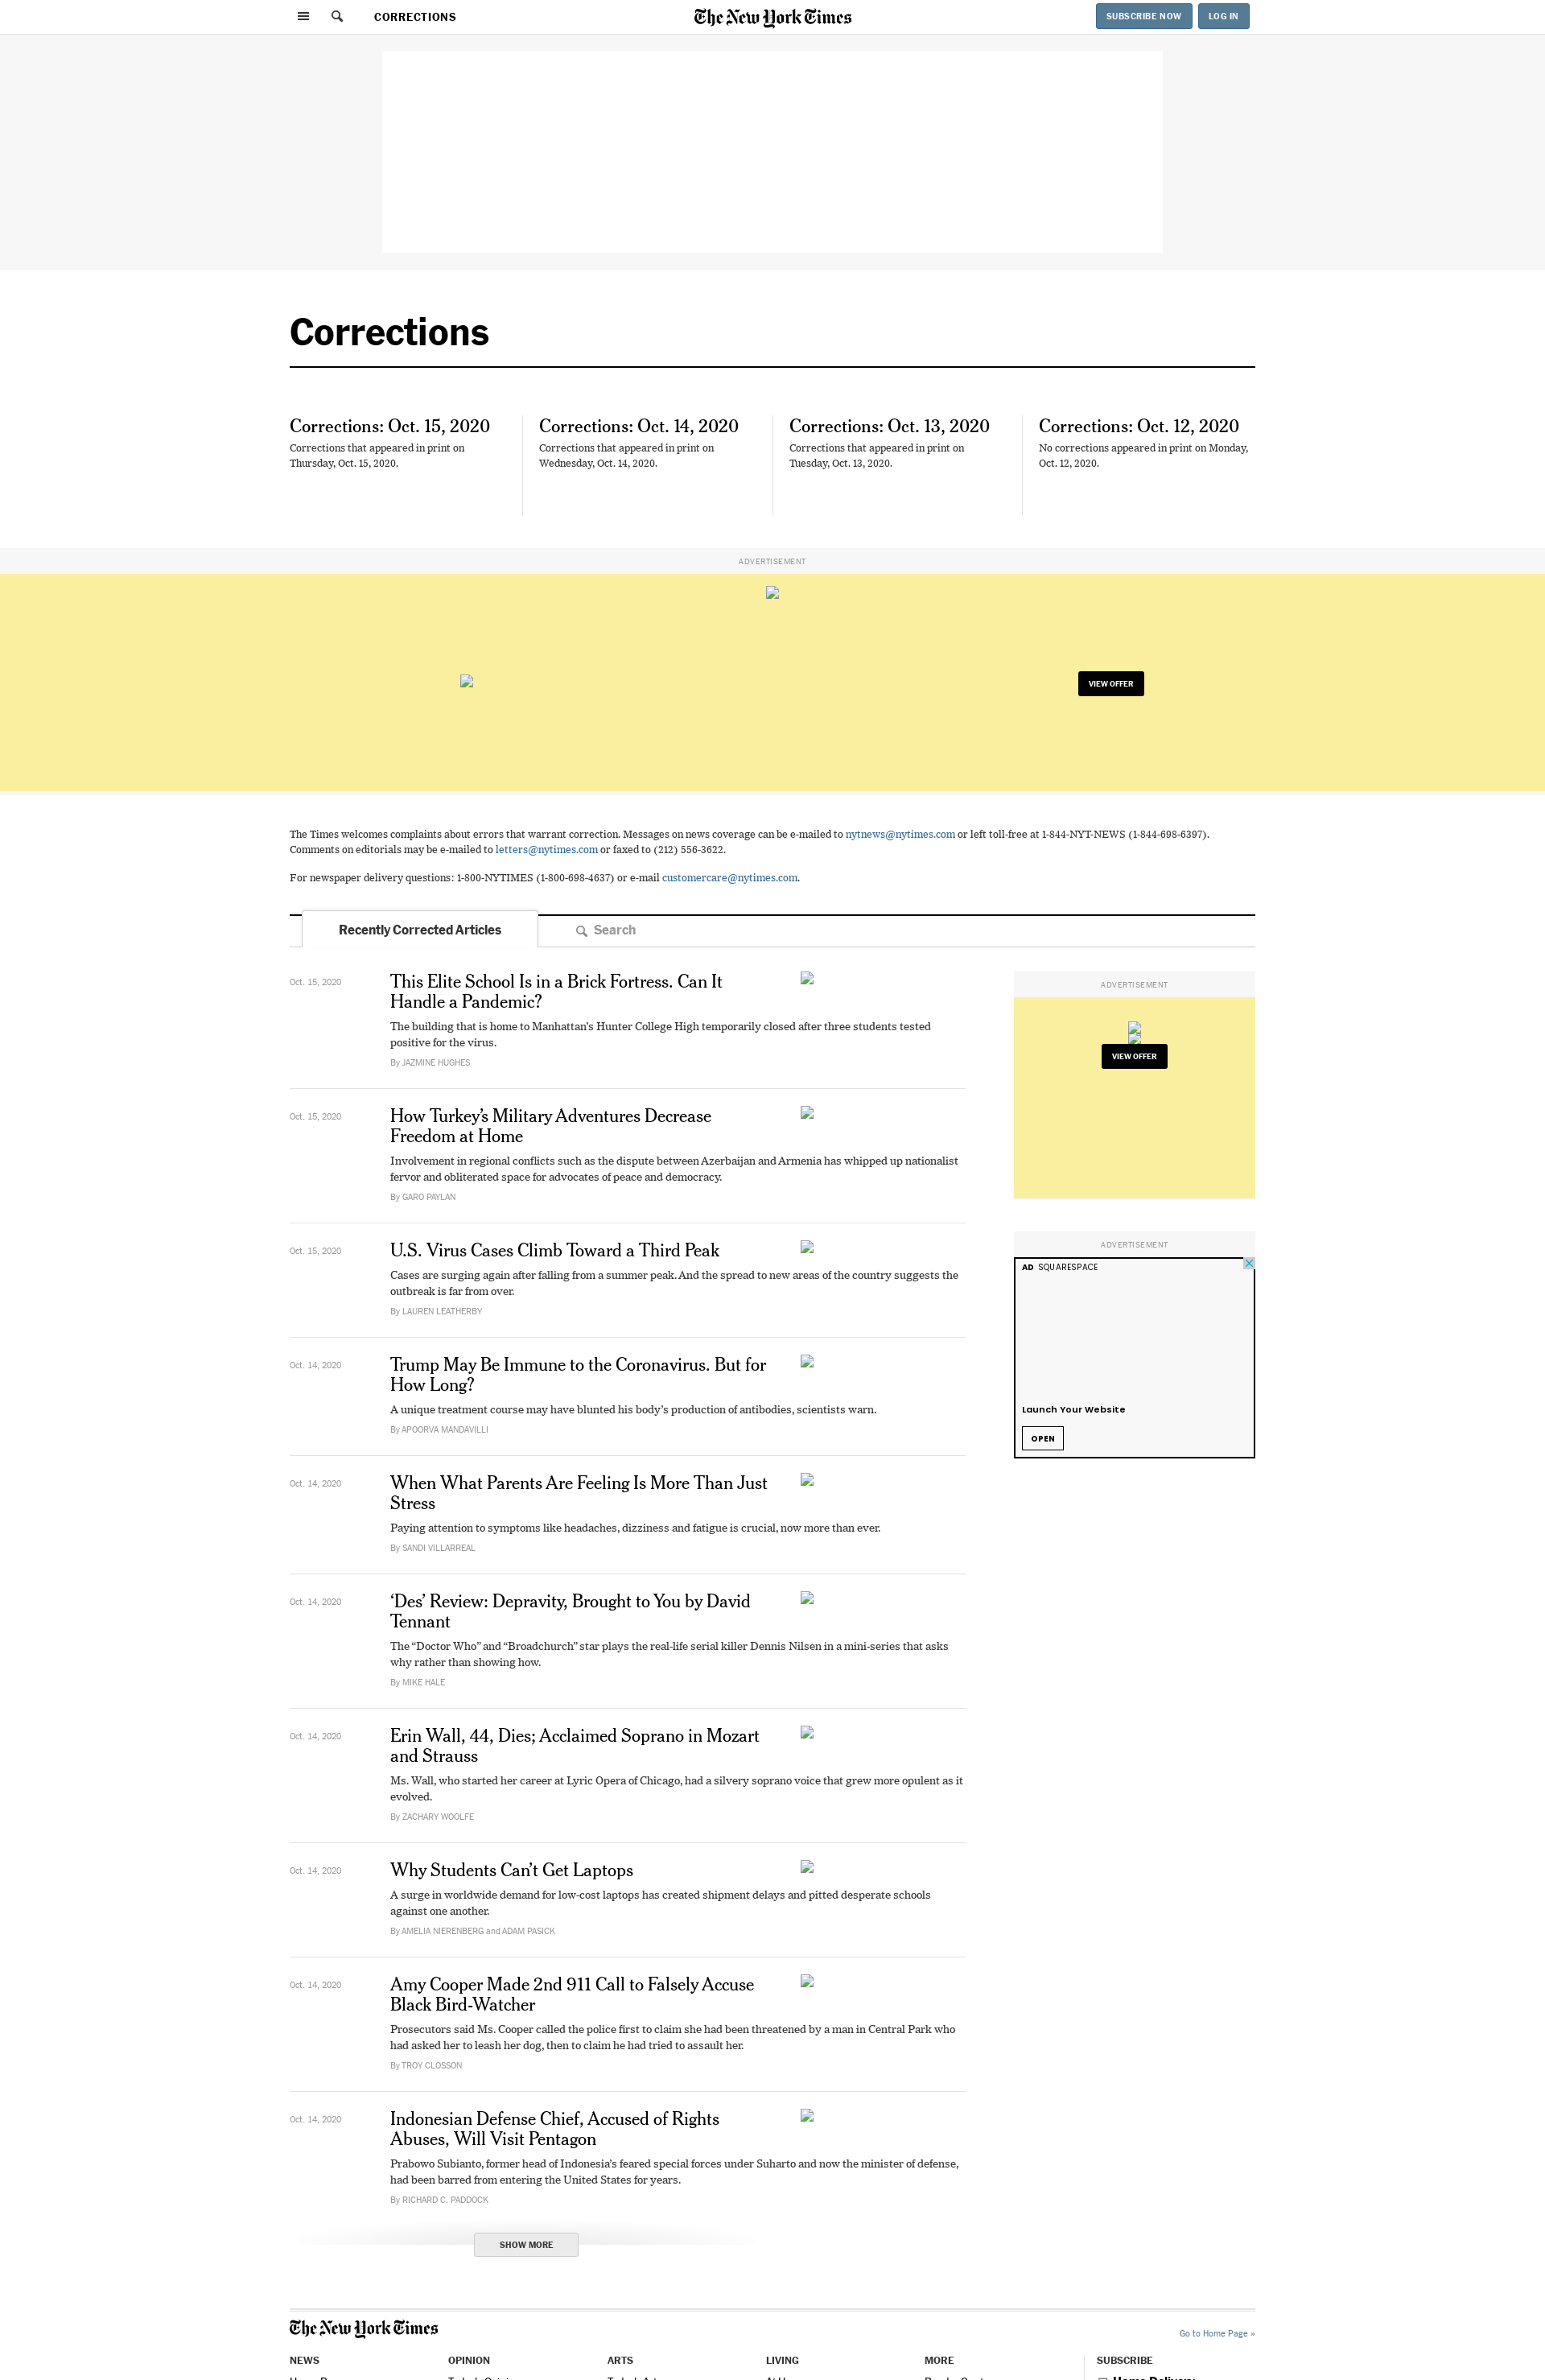 CORRECTIONS
The New York Times
SUBSCRIBE NOW
LOG IN
Corrections
Corrections: Oct. 15, 2020
Corrections that appeared in print on
Thursday, Oct. 15, 2020.
Corrections: Oct. 14, 2020
Corrections that appeared in print on
Wednesday, Oct. 14, 2020.
Corrections: Oct. 13, 2020
Corrections that appeared in print on
Tuesday, Oct. 13, 2020.
Corrections: Oct. 12, 2020
No corrections appeared in print on Monday,
Oct. 12, 2020.
ADVERTISEMENT
VIEW OFFER
The Times welcomes complaints about errors that warrant correction. Messages on news coverage can be e-mailed to nytnews@nytimes.com or left toll-free at 1-844-NYT-NEWS (1-844-698-6397).
Comments on editorials may be e-mailed to letters@nytimes.com or faxed to (212) 556-3622.
For newspaper delivery questions: 1-800-NYTIMES (1-800-698-4637) or e-mail customercare@nytimes.com.
Recently Corrected Articles
Search
Oct. 15, 2020
This Elite School Is in a Brick Fortress. Can It
Handle a Pandemic?
The building that is home to Manhattan’s Hunter College High temporarily closed after three students tested
positive for the virus.
By JAZMINE HUGHES
Oct. 15, 2020
How Turkey’s Military Adventures Decrease
Freedom at Home
Involvement in regional conflicts such as the dispute between Azerbaijan and Armenia has whipped up nationalist
fervor and obliterated space for advocates of peace and democracy.
By GARO PAYLAN
Oct. 15, 2020
U.S. Virus Cases Climb Toward a Third Peak
Cases are surging again after falling from a summer peak. And the spread to new areas of the country suggests the
outbreak is far from over.
By LAUREN LEATHERBY
Oct. 14, 2020
Trump May Be Immune to the Coronavirus. But for
How Long?
A unique treatment course may have blunted his body’s production of antibodies, scientists warn.
By APOORVA MANDAVILLI
Oct. 14, 2020
When What Parents Are Feeling Is More Than Just
Stress
Paying attention to symptoms like headaches, dizziness and fatigue is crucial, now more than ever.
By SANDI VILLARREAL
Oct. 14, 2020
‘Des’ Review: Depravity, Brought to You by David
Tennant
The “Doctor Who” and “Broadchurch” star plays the real-life serial killer Dennis Nilsen in a mini-series that asks
why rather than showing how.
By MIKE HALE
Oct. 14, 2020
Erin Wall, 44, Dies; Acclaimed Soprano in Mozart
and Strauss
Ms. Wall, who started her career at Lyric Opera of Chicago, had a silvery soprano voice that grew more opulent as it
evolved.
By ZACHARY WOOLFE
Oct. 14, 2020
Why Students Can’t Get Laptops
A surge in worldwide demand for low-cost laptops has created shipment delays and pitted desperate schools
against one another.
By AMELIA NIERENBERG and ADAM PASICK
Oct. 14, 2020
Amy Cooper Made 2nd 911 Call to Falsely Accuse
Black Bird-Watcher
Prosecutors said Ms. Cooper called the police first to claim she had been threatened by a man in Central Park who
had asked her to leash her dog, then to claim he had tried to assault her.
By TROY CLOSSON
Oct. 14, 2020
Indonesian Defense Chief, Accused of Rights
Abuses, Will Visit Pentagon
Prabowo Subianto, former head of Indonesia’s feared special forces under Suharto and now the minister of defense,
had been barred from entering the United States for years.
By RICHARD C. PADDOCK
SHOW MORE
ADVERTISEMENT
VIEW OFFER
ADVERTISEMENT
AD SQUARESPACE
Launch Your Website
OPEN
The New York Times
Go to Home Page »
NEWS
OPINION
ARTS
LIVING
MORE
SUBSCRIBE